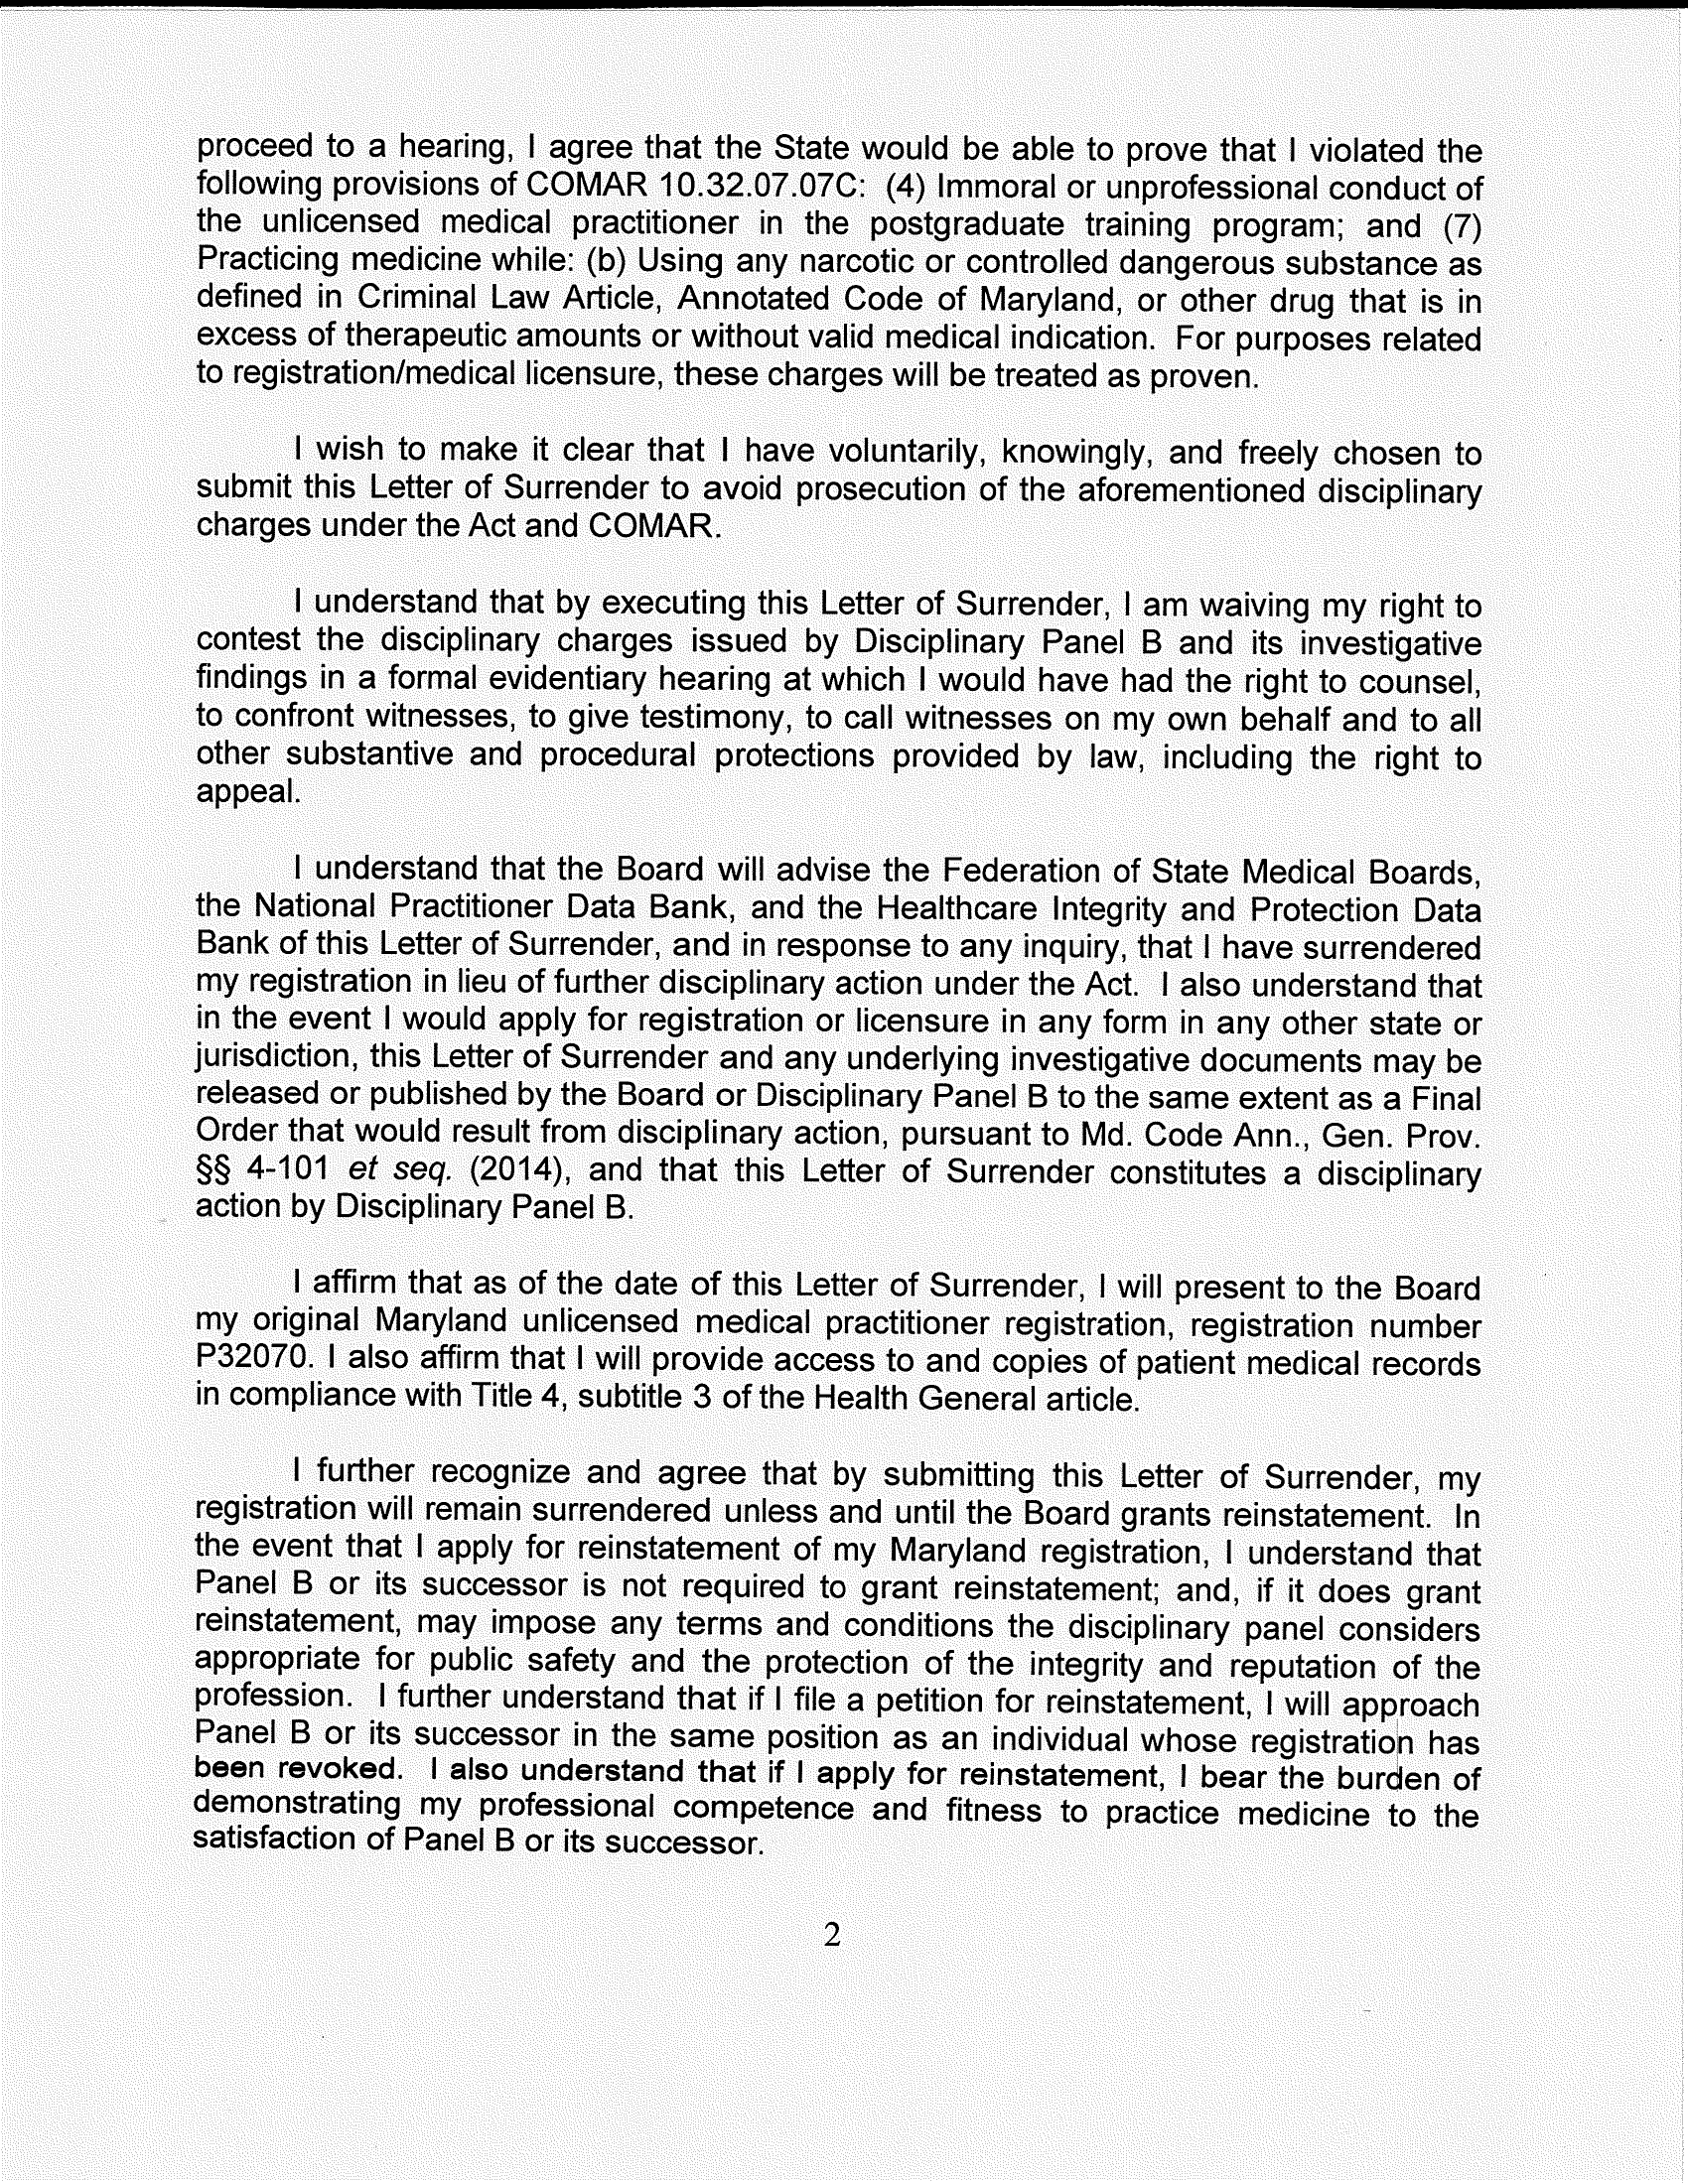 proceed to a hearing, I agree that the State would be able to prove that I violated the
following provisions of COMAR 10.32.07.07C: (4) Immoral or unprofessional conduct of
the unlicensed medical practitioner in the postgraduate training program; and (7)
Practicing medicine while: (b) Using any narcotic or controlled dangerous substance as
defined in Criminal Law Article, Annotated Code of Maryland, or other drug that is in
excess of therapeutic amounts or without valid medical indication. For purposes related
to registration/medical licensure, these charges will be treated as proven.
I wish to make it clear that I have voluntarily, knowingly, and freely chosen to
submit this Letter of Surrender to avoid prosecution of the aforementioned disciplinary
charges under the Act and COMAR.
I understand that by executing this Letter of Surrender, I am waiving my right to
contest the disciplinary charges issued by Disciplinary Panel B and its investigative
findings in a formal evidentiary hearing at which I would have had the right to counsel,
to confront witnesses, to give testimony, to call witnesses on my own behalf and to all
other substantive and procedural protections provided by law, including the right to
appeal.
I understand that the Board will advise the Federation of State Medical Boards,
the National Practitioner Data Bank, and the Healthcare Integrity and Protection Data
Bank of this Letter of Surrender, and in response to any inquiry, that I have surrendered
my registration in lieu of further disciplinary action under the Act. I also understand that
in the event I would apply for registration or licensure in any form in any other state or
jurisdiction, this Letter of Surrender and any underlying investigative documents may be
released or published by the Board or Disciplinary Panel B to the same extent as a Final
Order that would result from disciplinary action, pursuant to Md. Code Ann., Gen. Prov.
§§ 4-101 et seq. (2014), and that this Letter of Surrender constitutes a disciplinary
action by Disciplinary Panel B.
I affirm that as of the date of this Letter of Surrender, I will present to the Board
my original Maryland unlicensed medical practitioner registration, registration number
P32070. I also affirm that I will provide access to and copies of patient medical records
in compliance with Title 4, subtitle 3 of the Health General article.
I further recognize and agree that by submitting this Letter of Surrender, my
registration will remain surrendered unless and until the Board grants reinstatement. In
the event that I apply for reinstatement of my Maryland registration, I understand that
Panel B or its successor is not required to grant reinstatement; and, if it does grant
reinstatement, may impose any terms and conditions the disciplinary panel considers
appropriate for public safety and the protection of the integrity and reputation of the
profession. I further understand that if I file a petition for reinstatement, I will approach
Panel B or its successor in the same position as an individual whose registration has
been revoked. I also understand that if I apply for reinstatement, I bear the burden of
demonstrating my professional competence and fitness to practice medicine to the
satisfaction of Panel B or its successor.
2